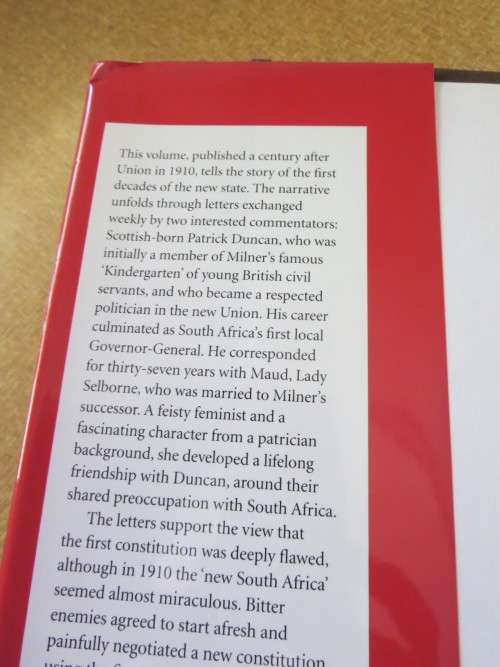 This volume, published a century after
Union in 1910, tells the story of the first
decades of the new state. The narrative
unfolds through letters exchanged
weekly by two interested commentators:
Scottish-born Patrick Duncan, who was
initially a member of Milner's famous
'Kindergarten' of young British civil
servants, and who became a respected
politician in the new Union. His career
culminated as South Africa's first local
Governor-General. He corresponded
for thirty-seven years with Maud, Lady
Selborne, who was married to Milner's
successor. A feisty feminist and a
fascinating character from a patrician
background, she developed a lifelong
friendship with Duncan, around their
shared preoccupation with South Africa.
The letters support the view that
the first constitution was deeply flawed,
although in 1910 the 'new South Africa'
seemed almost miraculous. Bitter
enemies agreed to start afresh and
painfully negotiated a new constitution